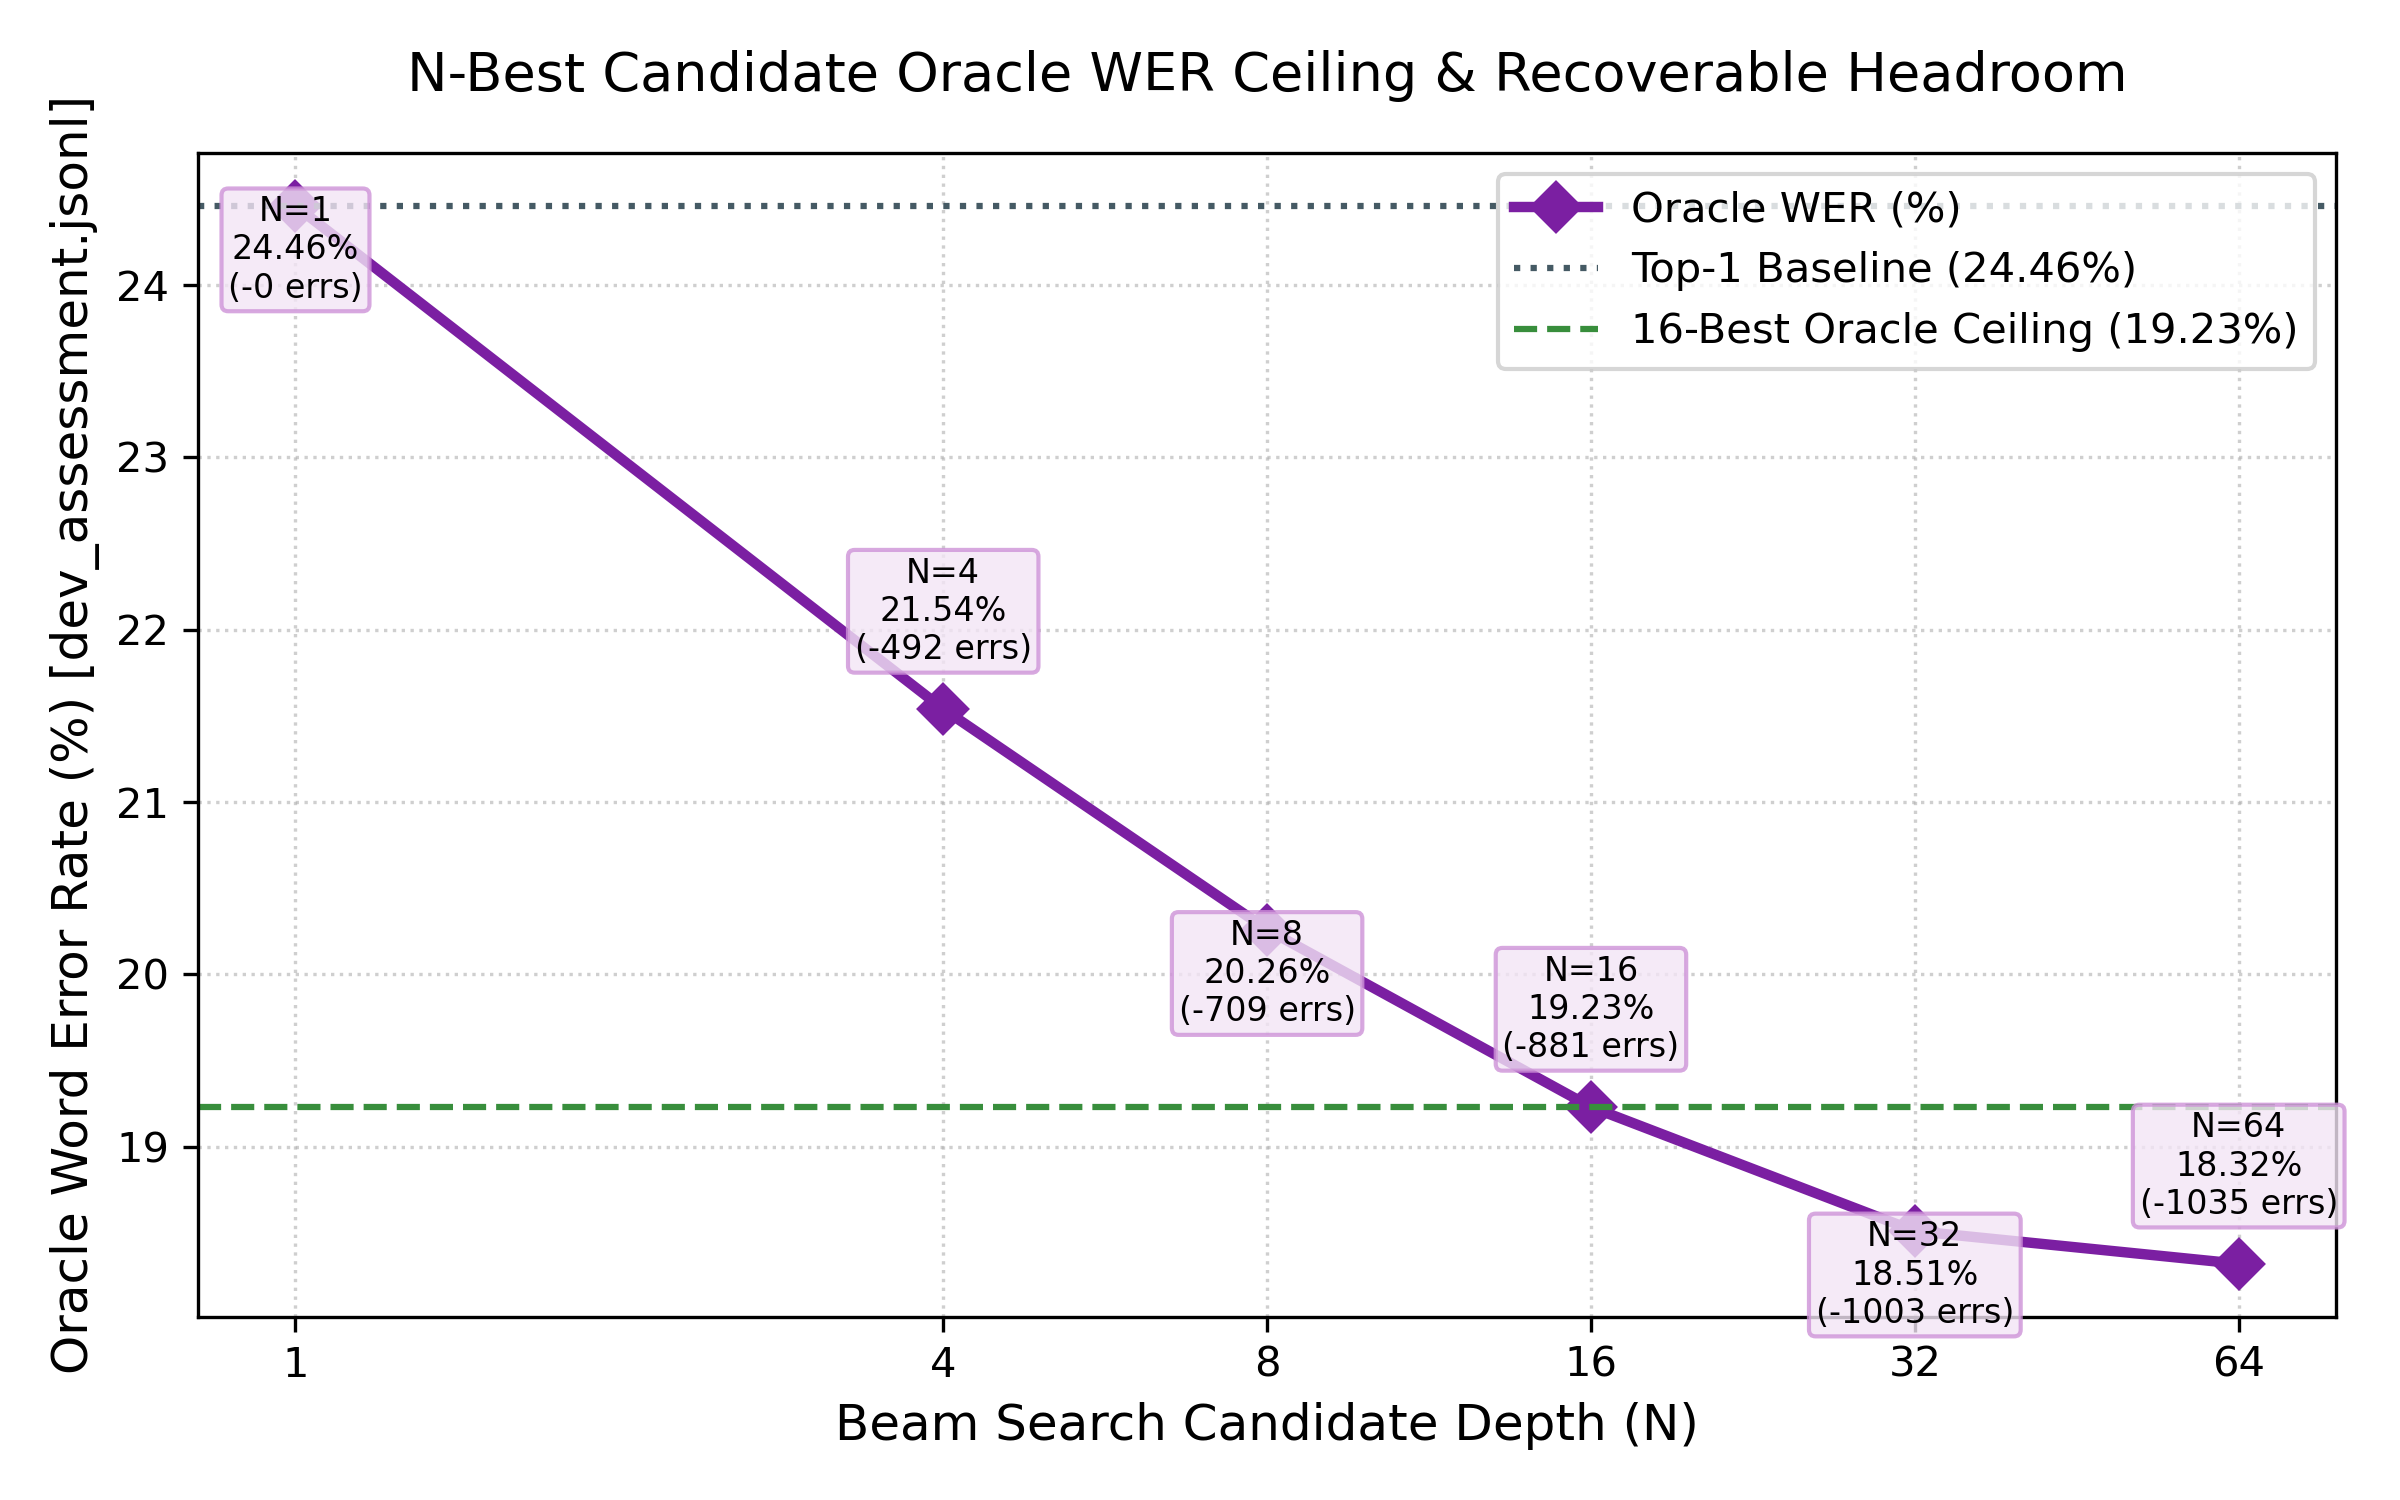 N-Best Candidate Oracle WER Ceiling & Recoverable Headroom
Oracle Word Error Rate (%) [dev_assessment.jsonl]
24
23
22
21
20
19
Oracle WER (%)
Top-1 Baseline (24.46%)
16-Best Oracle Ceiling (19.23%)
N=1
24.46%
(-0 errs)
N=4
21.54%
(-492 errs)
N=8
20.26%
(-709 errs)
N=16
19.23%
(-881 errs)
N=32
18.51%
(-1003 errs)
N=64
18.32%
(-1035 errs)
1
4
8
16
32
64
Beam Search Candidate Depth (N)